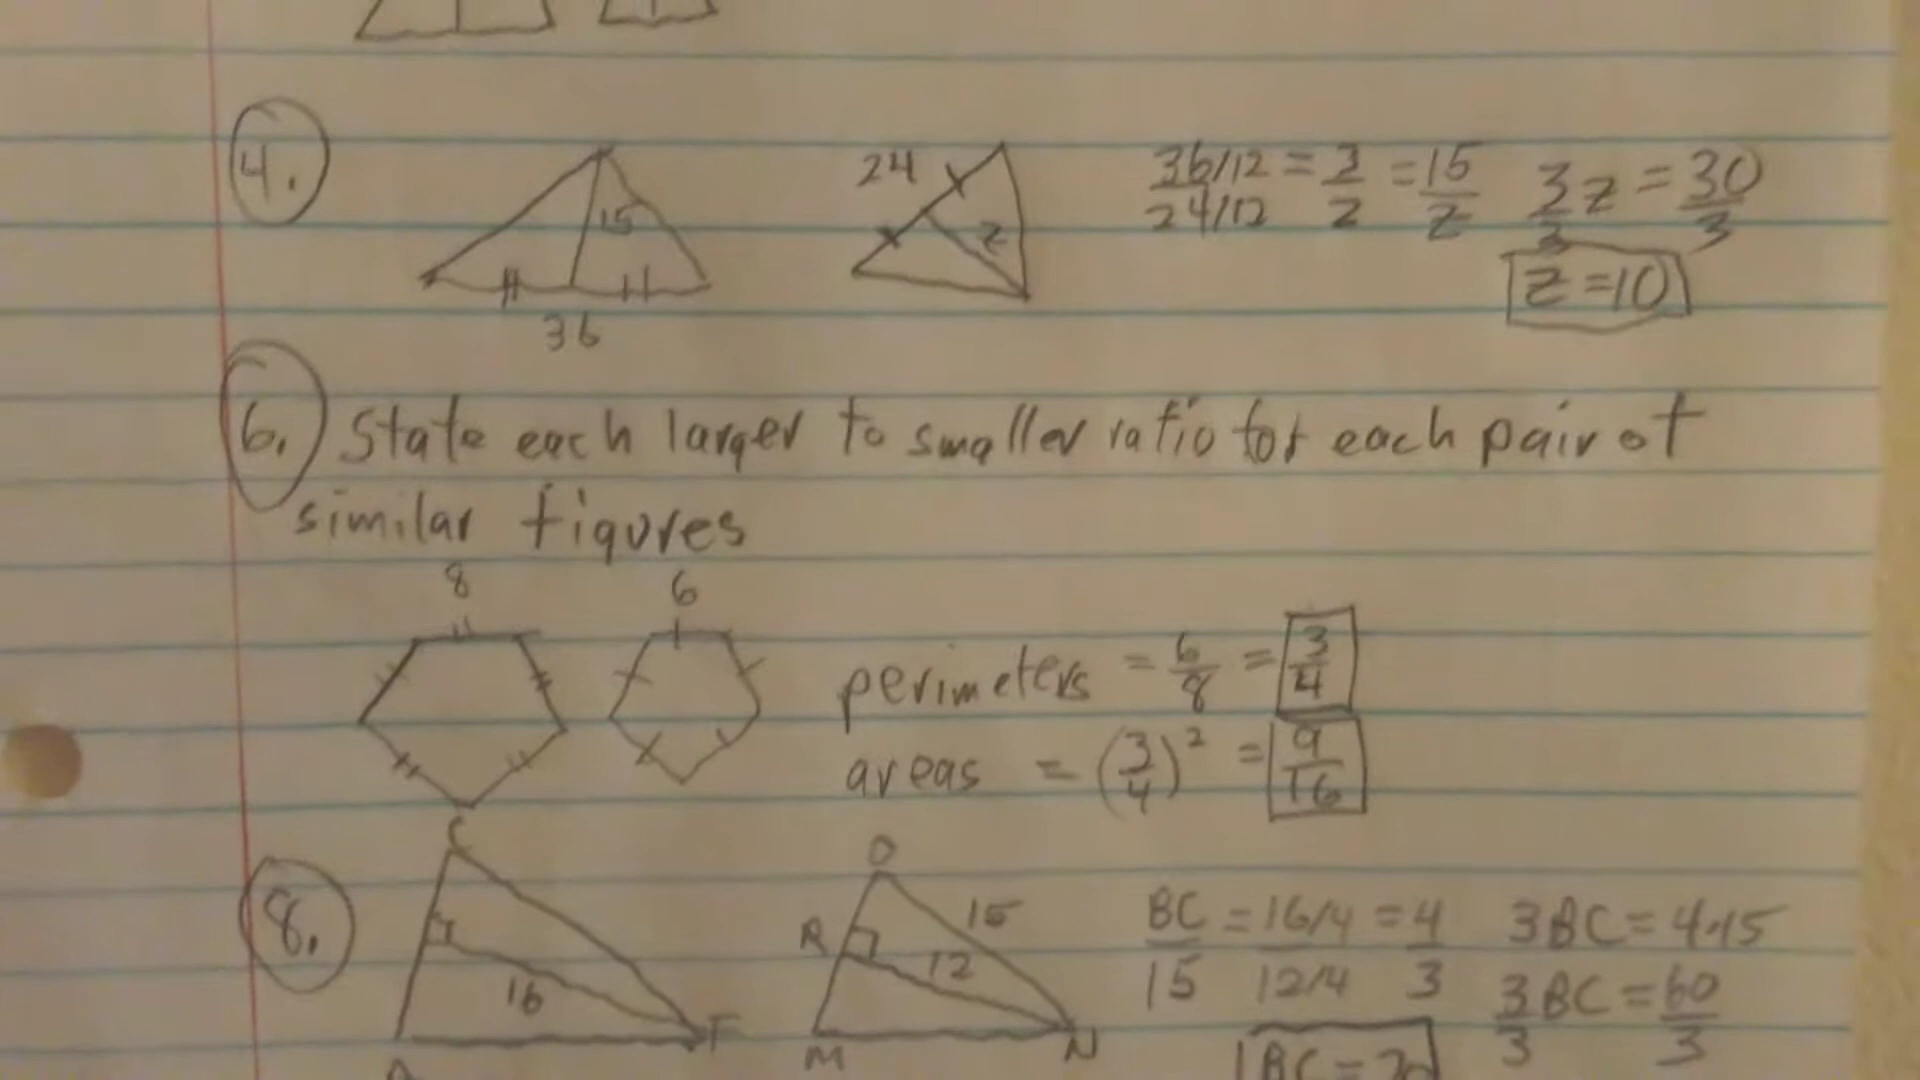 4.
15
36
24
z
36/12 = 3 = 15
24/12 2 z
3z = 30
3 3
z = 10
6. State each larger to smaller ratio for each pair of
similar figures
8
6
perimeters = 6/8 = 3/4
areas = (3/4)² = 9/16
8.
C
16
F
O
R
15
12
M
N
BC = 16/4 = 4
15 12/4 3
3BC = 4·15
3BC = 60
3 3
BC = 20